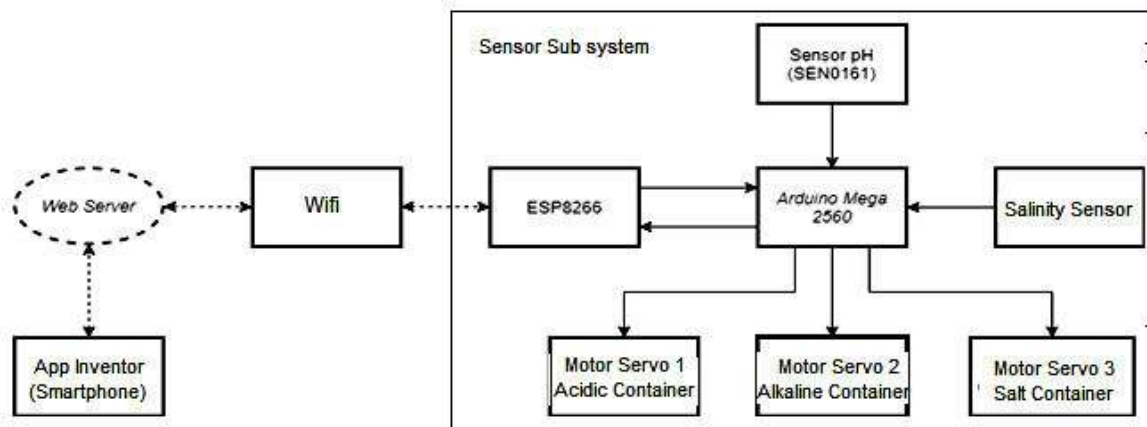 Sensor Sub system
Sensor pH
(SEN0161)
Web Server
Wifi
ESP8266
Arduino Mega
2560
Salinity Sensor
App Inventor
(Smartphone)
Motor Servo 1
Acidic Container
Motor Servo 2
Alkaline Container
Motor Servo 3
Salt Container